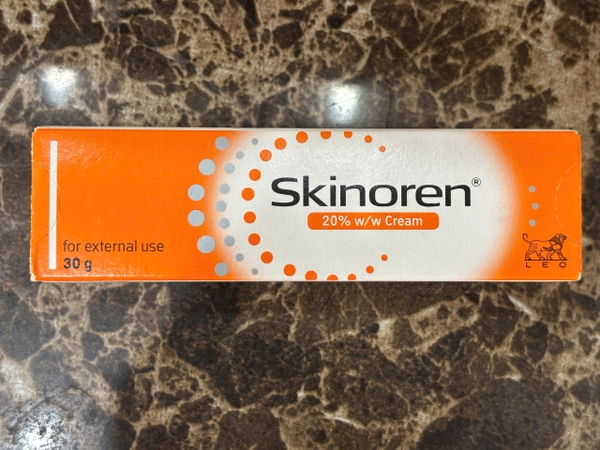 Skinoren®
20% w/w Cream
for external use
30 g
LEO